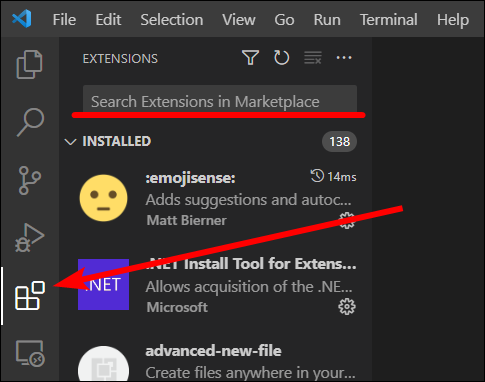 File Edit Selection View Go Run Terminal Help
EXTENSIONS
Search Extensions in Marketplace
INSTALLED 138
:emojisense: 14ms
Adds suggestions and autoc...
Matt Bierner
.NET Install Tool for Extens...
.NET Allows acquisition of the .NE...
Microsoft
advanced-new-file
Create files anywhere in your...